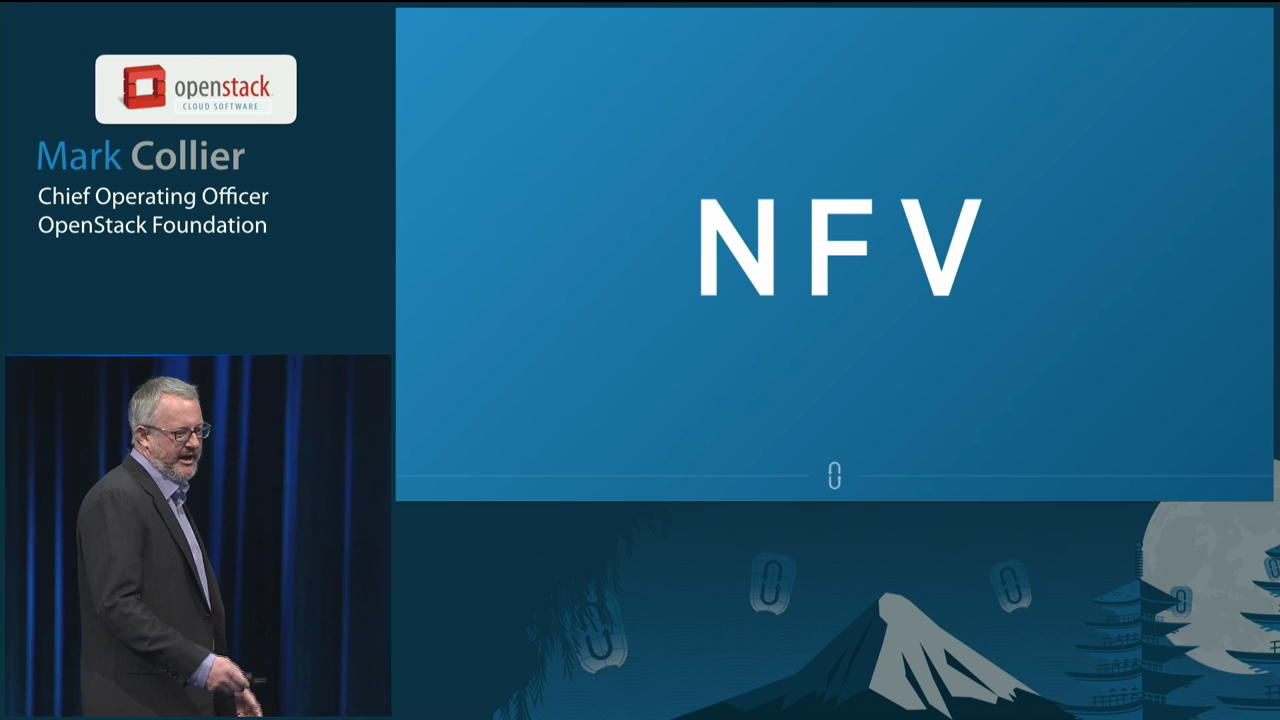 openstack
CLOUD SOFTWARE
Mark Collier
Chief Operating Officer
OpenStack Foundation
NFV